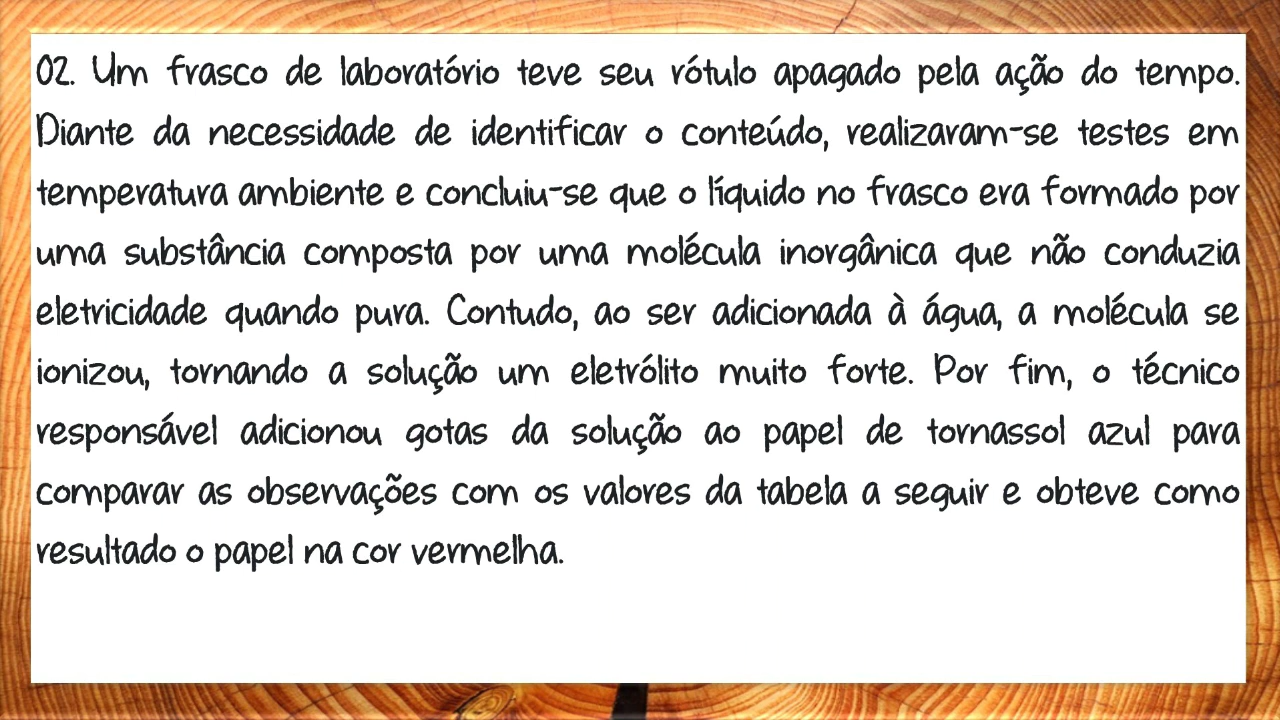 02. Um frasco de laboratório teve seu rótulo apagado pela ação do tempo.
Diante da necessidade de identificar o conteúdo, realizaram-se testes em
temperatura ambiente e concluiu-se que o líquido no frasco era formado por
uma substância composta por uma molécula inorgânica que não conduzia
eletricidade quando pura. Contudo, ao ser adicionada à água, a molécula se
ionizou, tornando a solução um eletrólito muito forte. Por fim, o técnico
responsável adicionou gotas da solução ao papel de tornassol azul para
comparar as observações com os valores da tabela a seguir e obteve como
resultado o papel na cor vermelha.